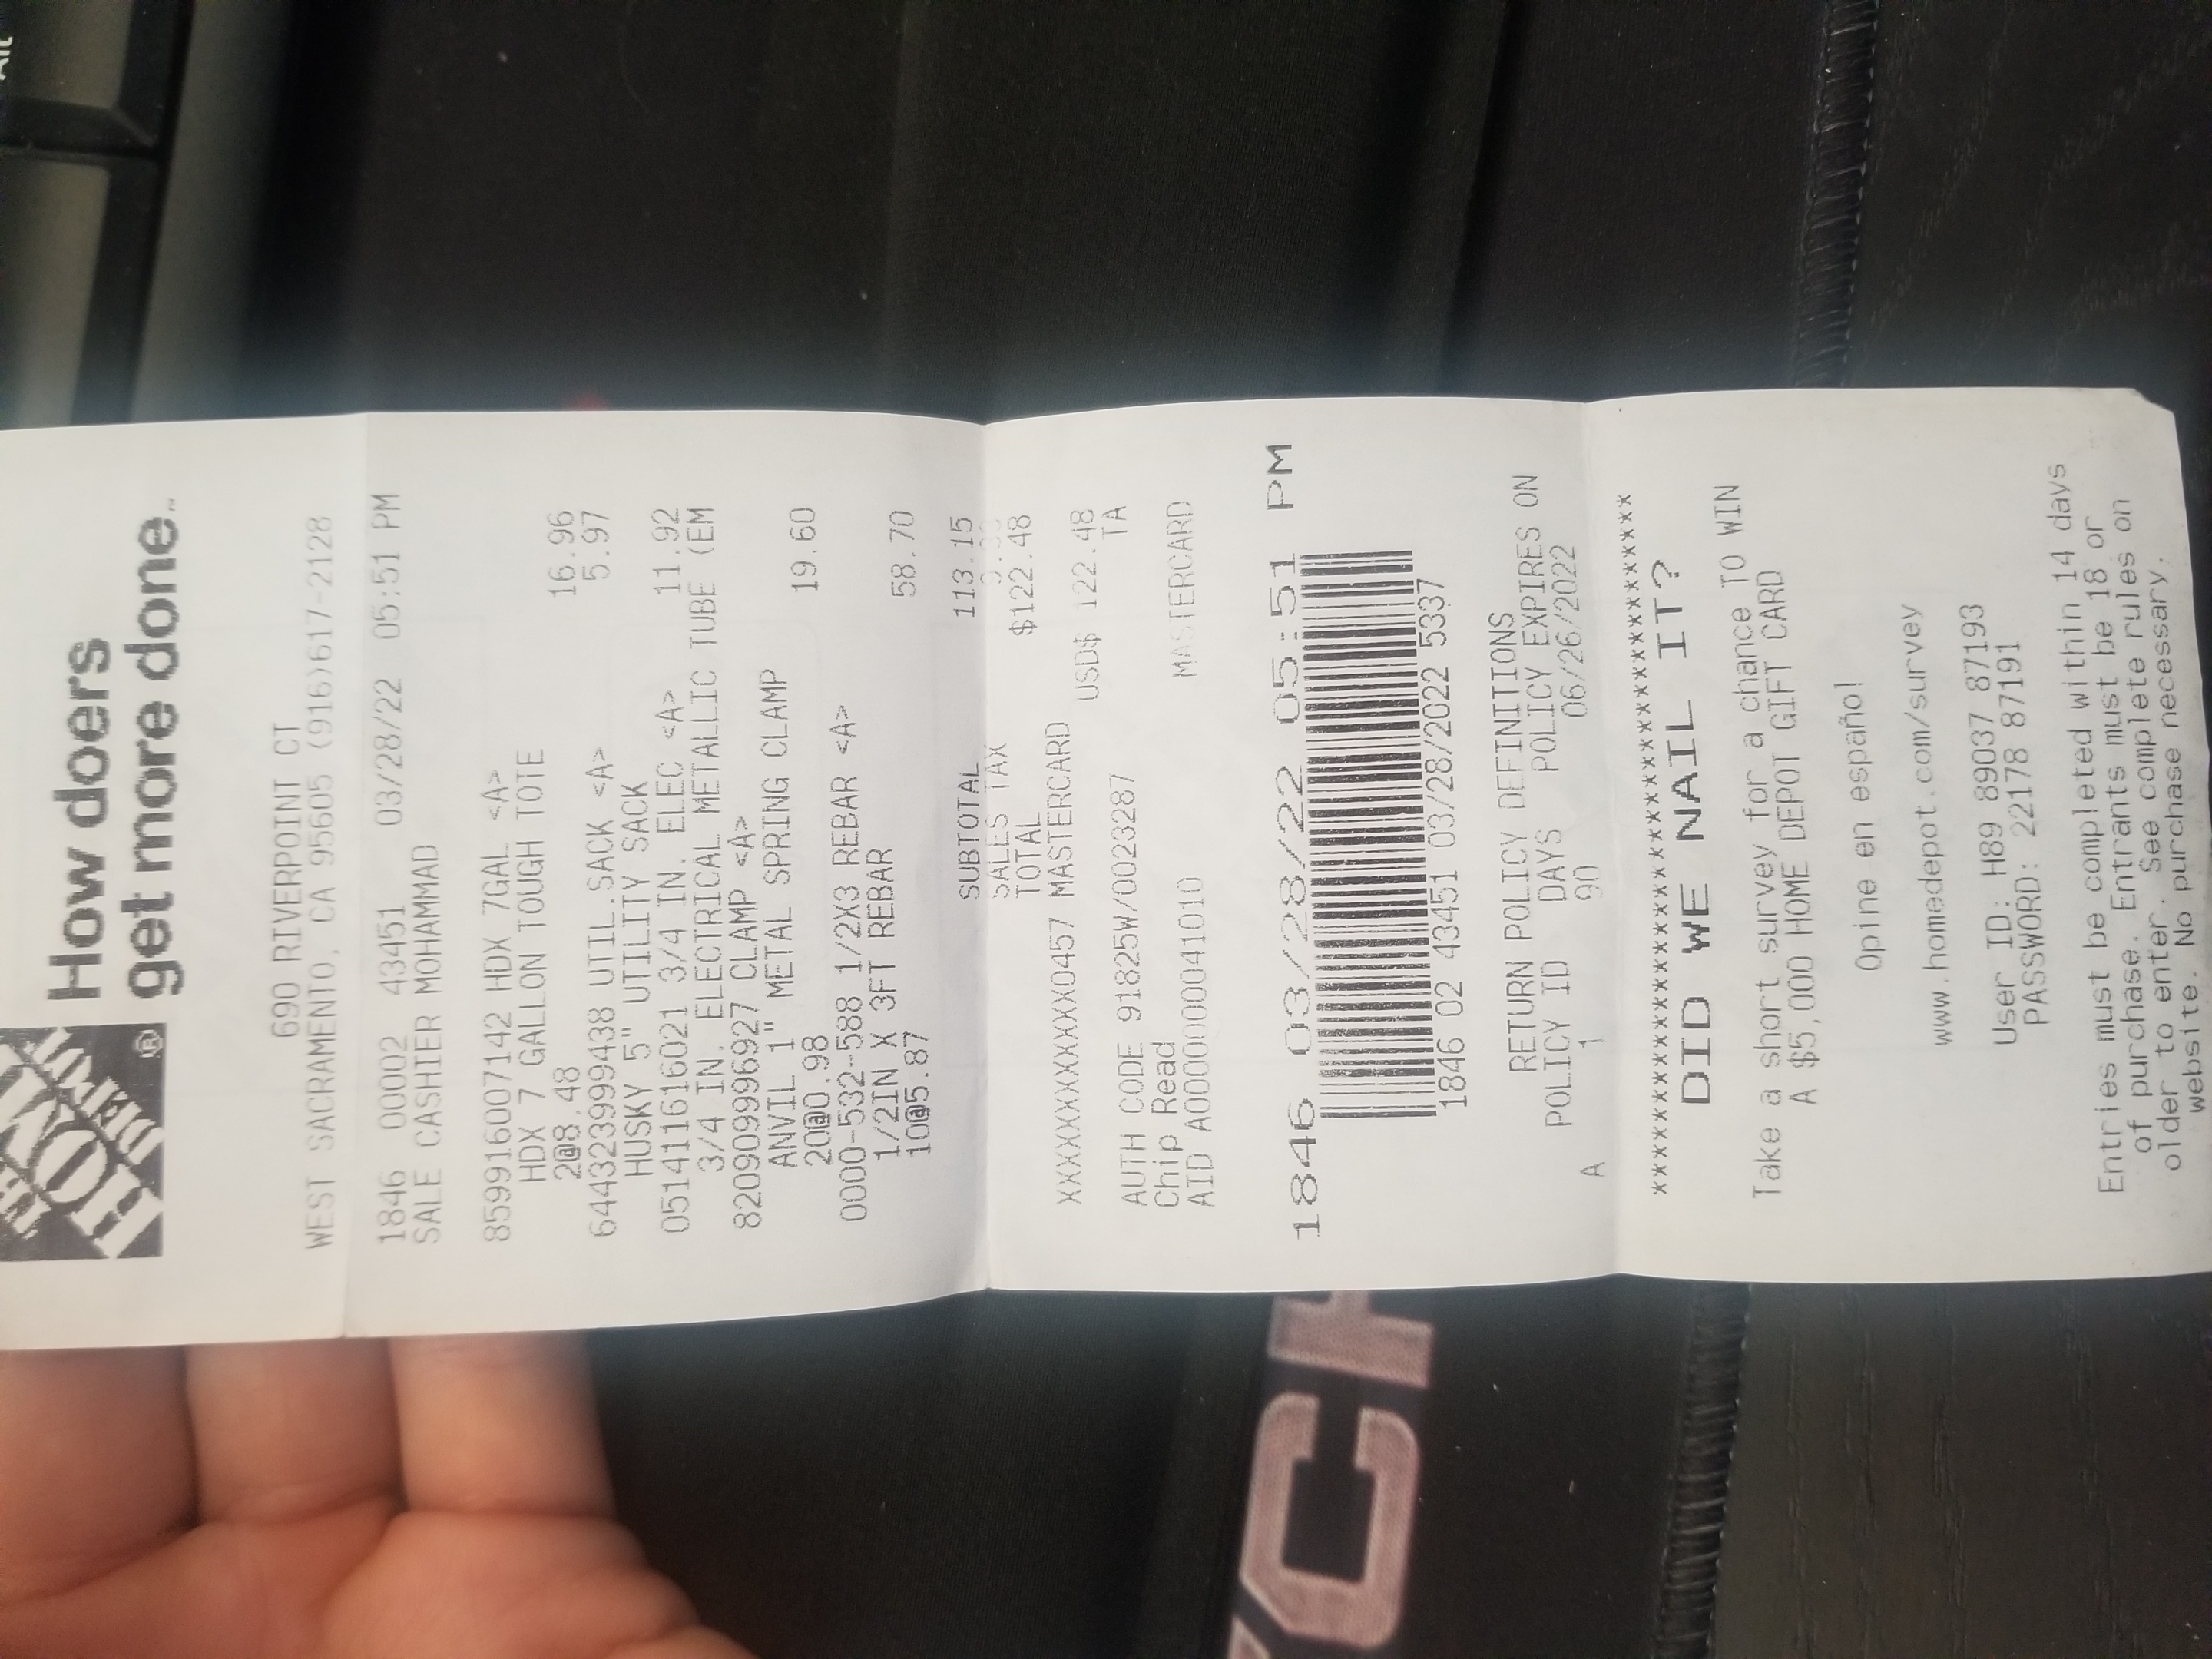 THE
HOME
DEPOT
®
How doers
get more done™
690 RIVERPOINT CT
WEST SACRAMENTO, CA 95605 (916)617-2128
1846 00002 43451 03/28/22 05:51 PM
SALE CASHIER MOHAMMAD
859916007142 HDX 7GAL <A>
HDX 7 GALLON TOUGH TOTE
2@8.48 16.96
644323999438 UTIL.SACK <A> 5.97
HUSKY 5" UTILITY SACK
051411616021 3/4 IN. ELEC <A> 11.92
3/4 IN. ELECTRICAL METALLIC TUBE (EM
820909996927 CLAMP <A>
ANVIL 1" METAL SPRING CLAMP
20@0.98 19.60
0000-532-588 1/2X3 REBAR <A>
1/2IN X 3FT REBAR
10@5.87 58.70
SUBTOTAL 113.15
SALES TAX
TOTAL $122.48
XXXXXXXXXXXX0457 MASTERCARD
USD$ 122.48
AUTH CODE 91825W/0023287 TA
Chip Read
AID A0000000041010 MASTERCARD
1846 03/28/22 05:51 PM
1846 02 43451 03/28/2022 5337
RETURN POLICY DEFINITIONS
POLICY ID DAYS POLICY EXPIRES ON
A 1 90 06/26/2022
**************************************
DID WE NAIL IT?
Take a short survey for a chance TO WIN
A $5,000 HOME DEPOT GIFT CARD
Opine en español
www.homedepot.com/survey
User ID: H89 89037 87193
PASSWORD: 22178 87191
Entries must be completed within 14 days
of purchase. Entrants must be 18 or
older to enter. See complete rules on
website. No purchase necessary.
Alt